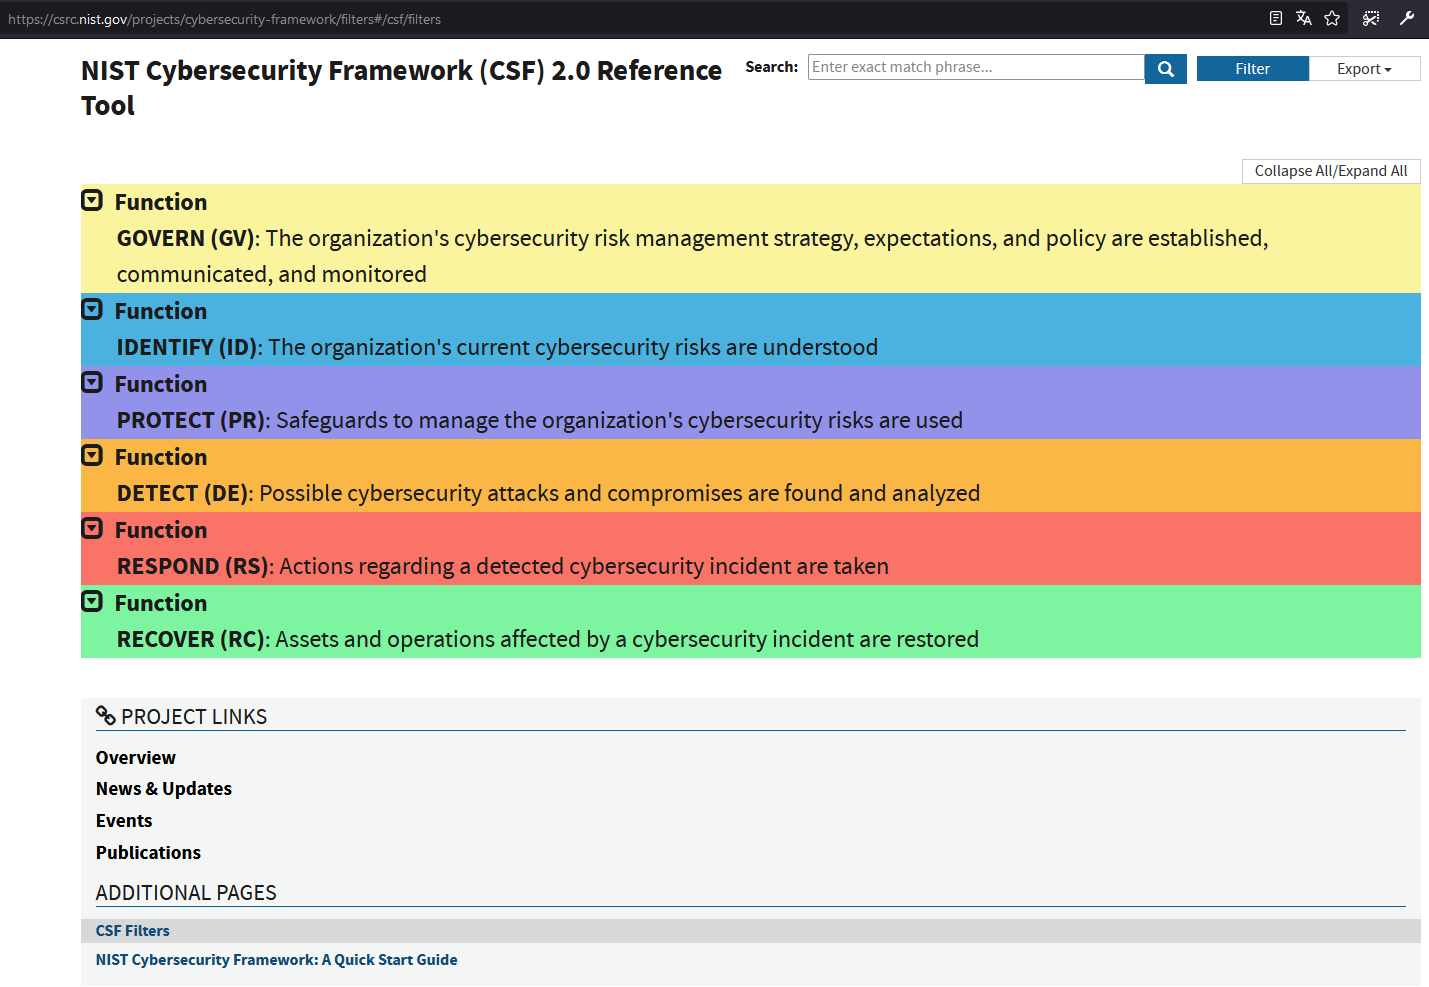 https://csrc.nist.gov/projects/cybersecurity-framework/filters#/csf/filters
NIST Cybersecurity Framework (CSF) 2.0 Reference
Tool
Search:
Enter exact match phrase...
Filter
Export
Collapse All/Expand All
Function
GOVERN (GV): The organization's cybersecurity risk management strategy, expectations, and policy are established,
communicated, and monitored
Function
IDENTIFY (ID): The organization's current cybersecurity risks are understood
Function
PROTECT (PR): Safeguards to manage the organization's cybersecurity risks are used
Function
DETECT (DE): Possible cybersecurity attacks and compromises are found and analyzed
Function
RESPOND (RS): Actions regarding a detected cybersecurity incident are taken
Function
RECOVER (RC): Assets and operations affected by a cybersecurity incident are restored
PROJECT LINKS
Overview
News & Updates
Events
Publications
ADDITIONAL PAGES
CSF Filters
NIST Cybersecurity Framework: A Quick Start Guide